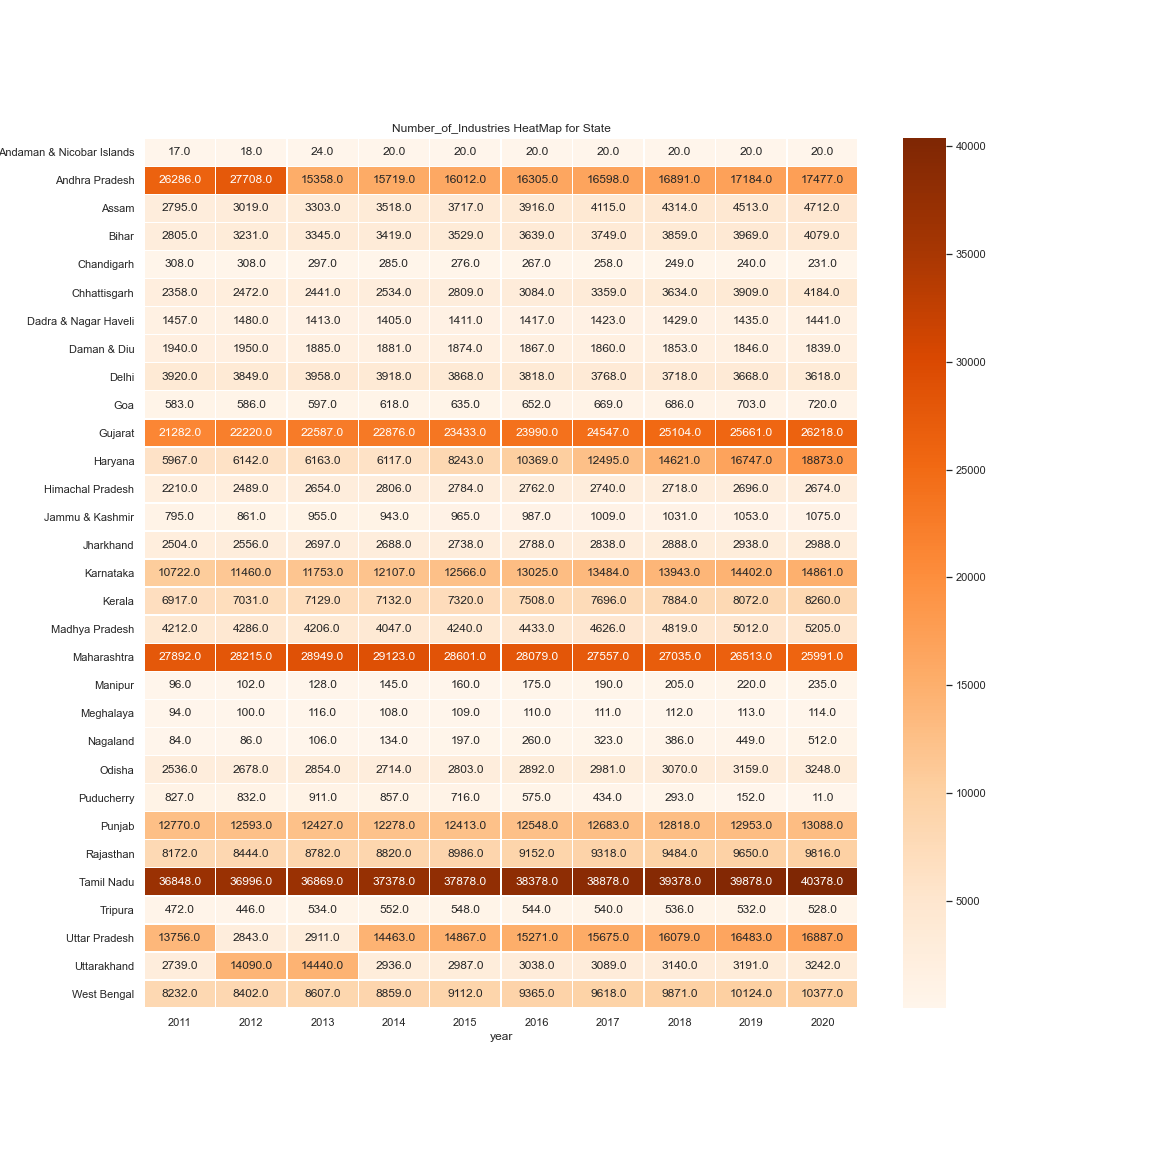 Number_of_Industries HeatMap for State
Andaman & Nicobar Islands 17.0 18.0 24.0 20.0 20.0 20.0 20.0 20.0 20.0 20.0
Andhra Pradesh 26286.0 27708.0 15358.0 15719.0 16012.0 16305.0 16598.0 16891.0 17184.0 17477.0
Assam 2795.0 3019.0 3303.0 3518.0 3717.0 3916.0 4115.0 4314.0 4513.0 4712.0
Bihar 2805.0 3231.0 3345.0 3419.0 3529.0 3639.0 3749.0 3859.0 3969.0 4079.0
Chandigarh 308.0 308.0 297.0 285.0 276.0 267.0 258.0 249.0 240.0 231.0
Chhattisgarh 2358.0 2472.0 2441.0 2534.0 2809.0 3084.0 3359.0 3634.0 3909.0 4184.0
Dadra & Nagar Haveli 1457.0 1480.0 1413.0 1405.0 1411.0 1417.0 1423.0 1429.0 1435.0 1441.0
Daman & Diu 1940.0 1950.0 1885.0 1881.0 1874.0 1867.0 1860.0 1853.0 1846.0 1839.0
Delhi 3920.0 3849.0 3958.0 3918.0 3868.0 3818.0 3768.0 3718.0 3668.0 3618.0
Goa 583.0 586.0 597.0 618.0 635.0 652.0 669.0 686.0 703.0 720.0
Gujarat 21282.0 22220.0 22587.0 22876.0 23433.0 23990.0 24547.0 25104.0 25661.0 26218.0
Haryana 5967.0 6142.0 6163.0 6117.0 8243.0 10369.0 12495.0 14621.0 16747.0 18873.0
Himachal Pradesh 2210.0 2489.0 2654.0 2806.0 2784.0 2762.0 2740.0 2718.0 2696.0 2674.0
Jammu & Kashmir 795.0 861.0 955.0 943.0 965.0 987.0 1009.0 1031.0 1053.0 1075.0
Jharkhand 2504.0 2556.0 2697.0 2688.0 2738.0 2788.0 2838.0 2888.0 2938.0 2988.0
Karnataka 10722.0 11460.0 11753.0 12107.0 12566.0 13025.0 13484.0 13943.0 14402.0 14861.0
Kerala 6917.0 7031.0 7129.0 7132.0 7320.0 7508.0 7696.0 7884.0 8072.0 8260.0
Madhya Pradesh 4212.0 4286.0 4206.0 4047.0 4240.0 4433.0 4626.0 4819.0 5012.0 5205.0
Maharashtra 27892.0 28215.0 28949.0 29123.0 28601.0 28079.0 27557.0 27035.0 26513.0 25991.0
Manipur 96.0 102.0 128.0 145.0 160.0 175.0 190.0 205.0 220.0 235.0
Meghalaya 94.0 100.0 116.0 108.0 109.0 110.0 111.0 112.0 113.0 114.0
Nagaland 84.0 86.0 106.0 134.0 197.0 260.0 323.0 386.0 449.0 512.0
Odisha 2536.0 2678.0 2854.0 2714.0 2803.0 2892.0 2981.0 3070.0 3159.0 3248.0
Puducherry 827.0 832.0 911.0 857.0 716.0 575.0 434.0 293.0 152.0 11.0
Punjab 12770.0 12593.0 12427.0 12278.0 12413.0 12548.0 12683.0 12818.0 12953.0 13088.0
Rajasthan 8172.0 8444.0 8782.0 8820.0 8986.0 9152.0 9318.0 9484.0 9650.0 9816.0
Tamil Nadu 36848.0 36996.0 36869.0 37378.0 37878.0 38378.0 38878.0 39378.0 39878.0 40378.0
Tripura 472.0 446.0 534.0 552.0 548.0 544.0 540.0 536.0 532.0 528.0
Uttar Pradesh 13756.0 2843.0 2911.0 14463.0 14867.0 15271.0 15675.0 16079.0 16483.0 16887.0
Uttarakhand 2739.0 14090.0 14440.0 2936.0 2987.0 3038.0 3089.0 3140.0 3191.0 3242.0
West Bengal 8232.0 8402.0 8607.0 8859.0 9112.0 9365.0 9618.0 9871.0 10124.0 10377.0
2011 2012 2013 2014 2015 2016 2017 2018 2019 2020
year
40000
35000
30000
25000
20000
15000
10000
5000